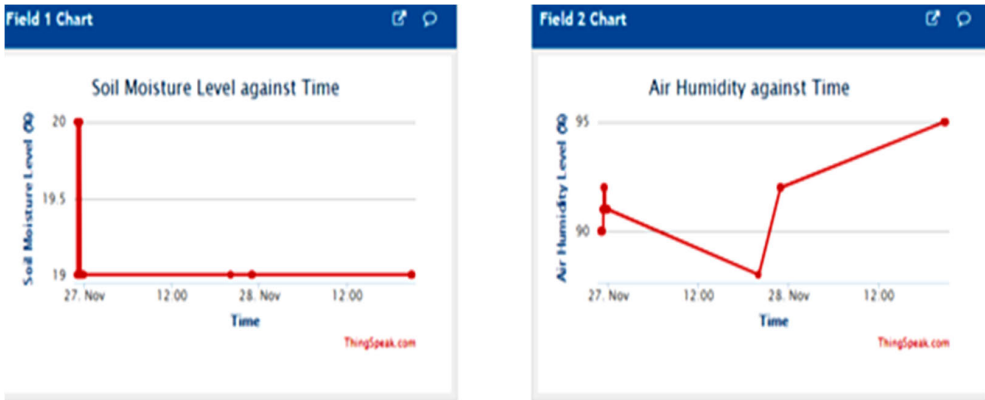 Field 1 Chart
Soil Moisture Level against Time
Soil Moisture Level (%)
20
19.5
19
27. Nov
12:00
28. Nov
12:00
Time
ThingSpeak.com
Field 2 Chart
Air Humidity against Time
Air Humidity Level (%)
95
90
27. Nov
12:00
28. Nov
12:00
Time
ThingSpeak.com